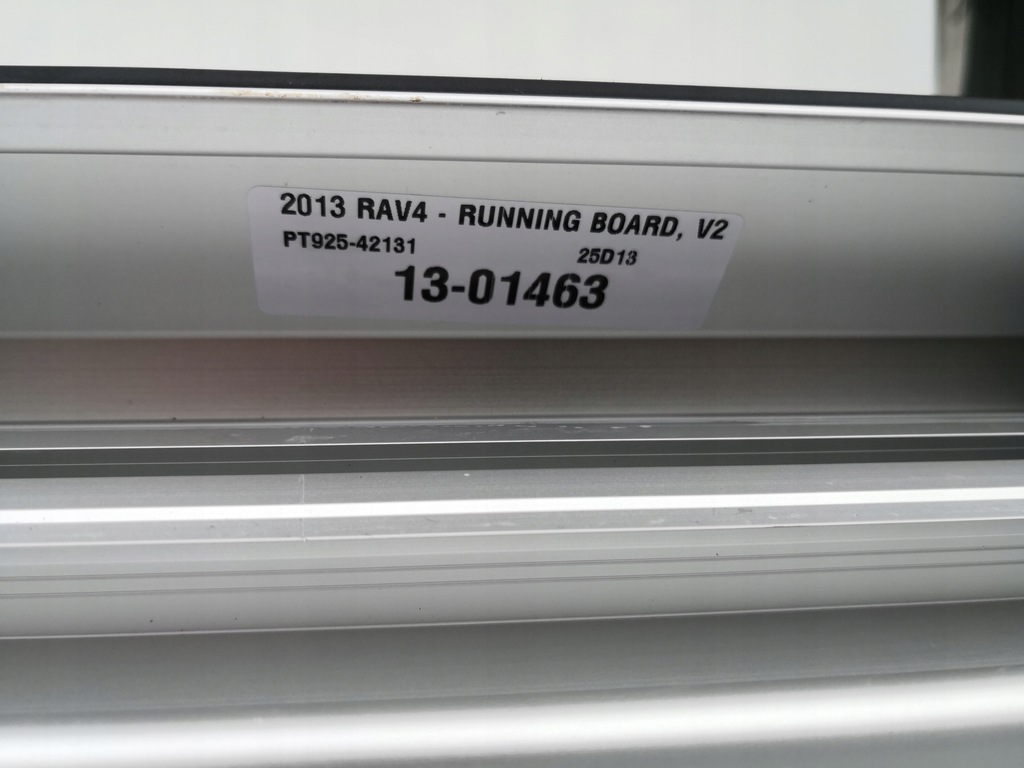 2013 RAV4 - RUNNING BOARD, V2
PT925-42131 25D13
13-01463